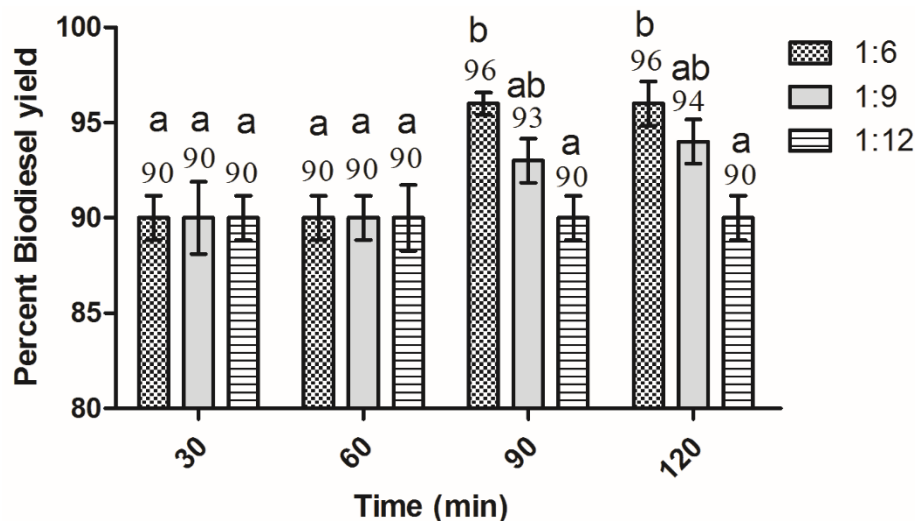 100
95
90
85
80
Percent Biodiesel yield
a a a
90 90 90
a a a
90 90 90
b ab a
96 93 90
b ab a
96 94 90
30 60 90 120
Time (min)
1:6
1:9
1:12